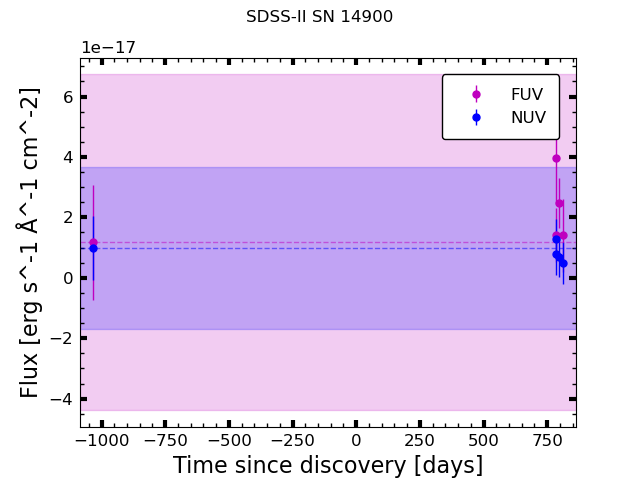 SDSS-II SN 14900
1e−17
6
4
2
0
−2
−4
Flux [erg s^-1 Å^-1 cm^-2]
FUV
NUV
−1000 −750 −500 −250 0 250 500 750
Time since discovery [days]